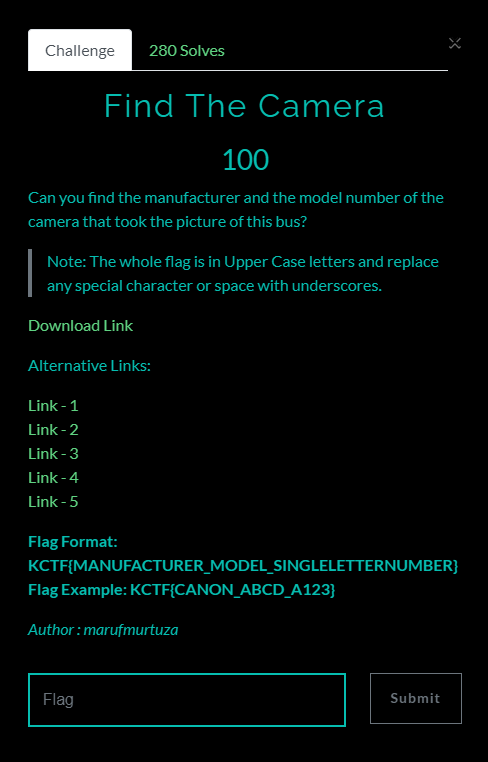 Challenge
280 Solves
Find The Camera
100
Can you find the manufacturer and the model number of the
camera that took the picture of this bus?
Note: The whole flag is in Upper Case letters and replace
any special character or space with underscores.
Download Link
Alternative Links:
Link - 1
Link - 2
Link - 3
Link - 4
Link - 5
Flag Format:
KCTF{MANUFACTURER_MODEL_SINGLELETTERNUMBER}
Flag Example: KCTF{CANON_ABCD_A123}
Author : marufmurtuza
Flag
Submit